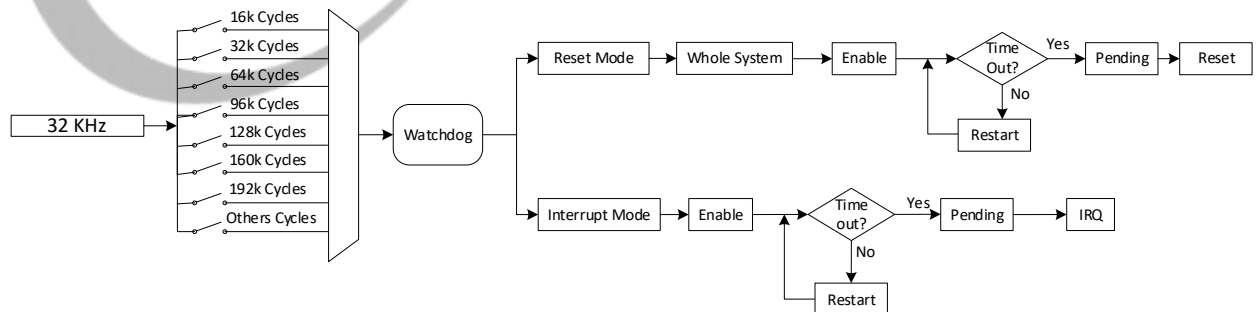 16k Cycles
32k Cycles
64k Cycles
96k Cycles
128k Cycles
160k Cycles
192k Cycles
Others Cycles
32 KHz
Watchdog
Reset Mode
Whole System
Enable
Time
Out?
Yes
No
Pending
Reset
Restart
Interrupt Mode
Enable
Time
out?
Yes
No
Pending
IRQ
Restart